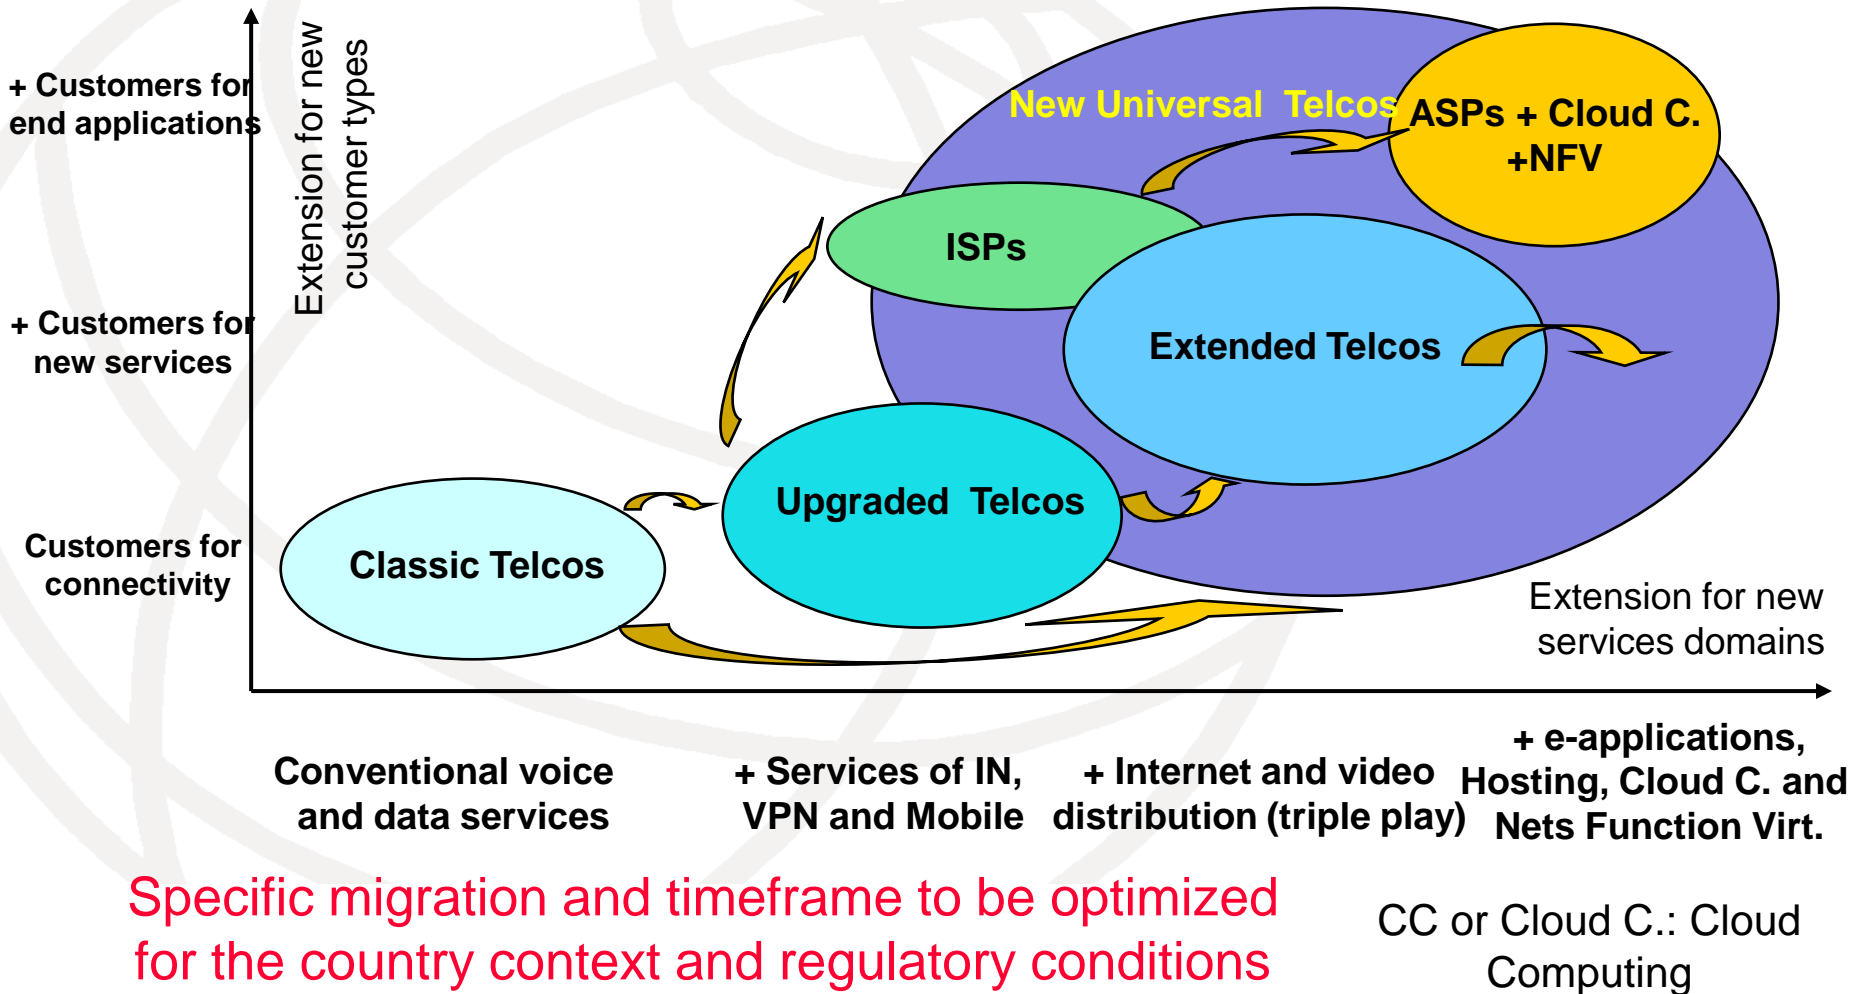 + Customers for
end applications
Extension for new
customer types
+ Customers for
new services
Customers for
connectivity
New Universal  Telcos
ASPs + Cloud C.
+NFV
ISPs
Extended Telcos
Upgraded  Telcos
Classic Telcos
Extension for new
services domains
Conventional voice
and data services
+ Services of IN,
VPN and Mobile
+ Internet and video
distribution (triple play)
+ e-applications,
Hosting, Cloud C. and
Nets Function Virt.
Specific migration and timeframe to be optimized
for the country context and regulatory conditions
CC or Cloud C.: Cloud
Computing